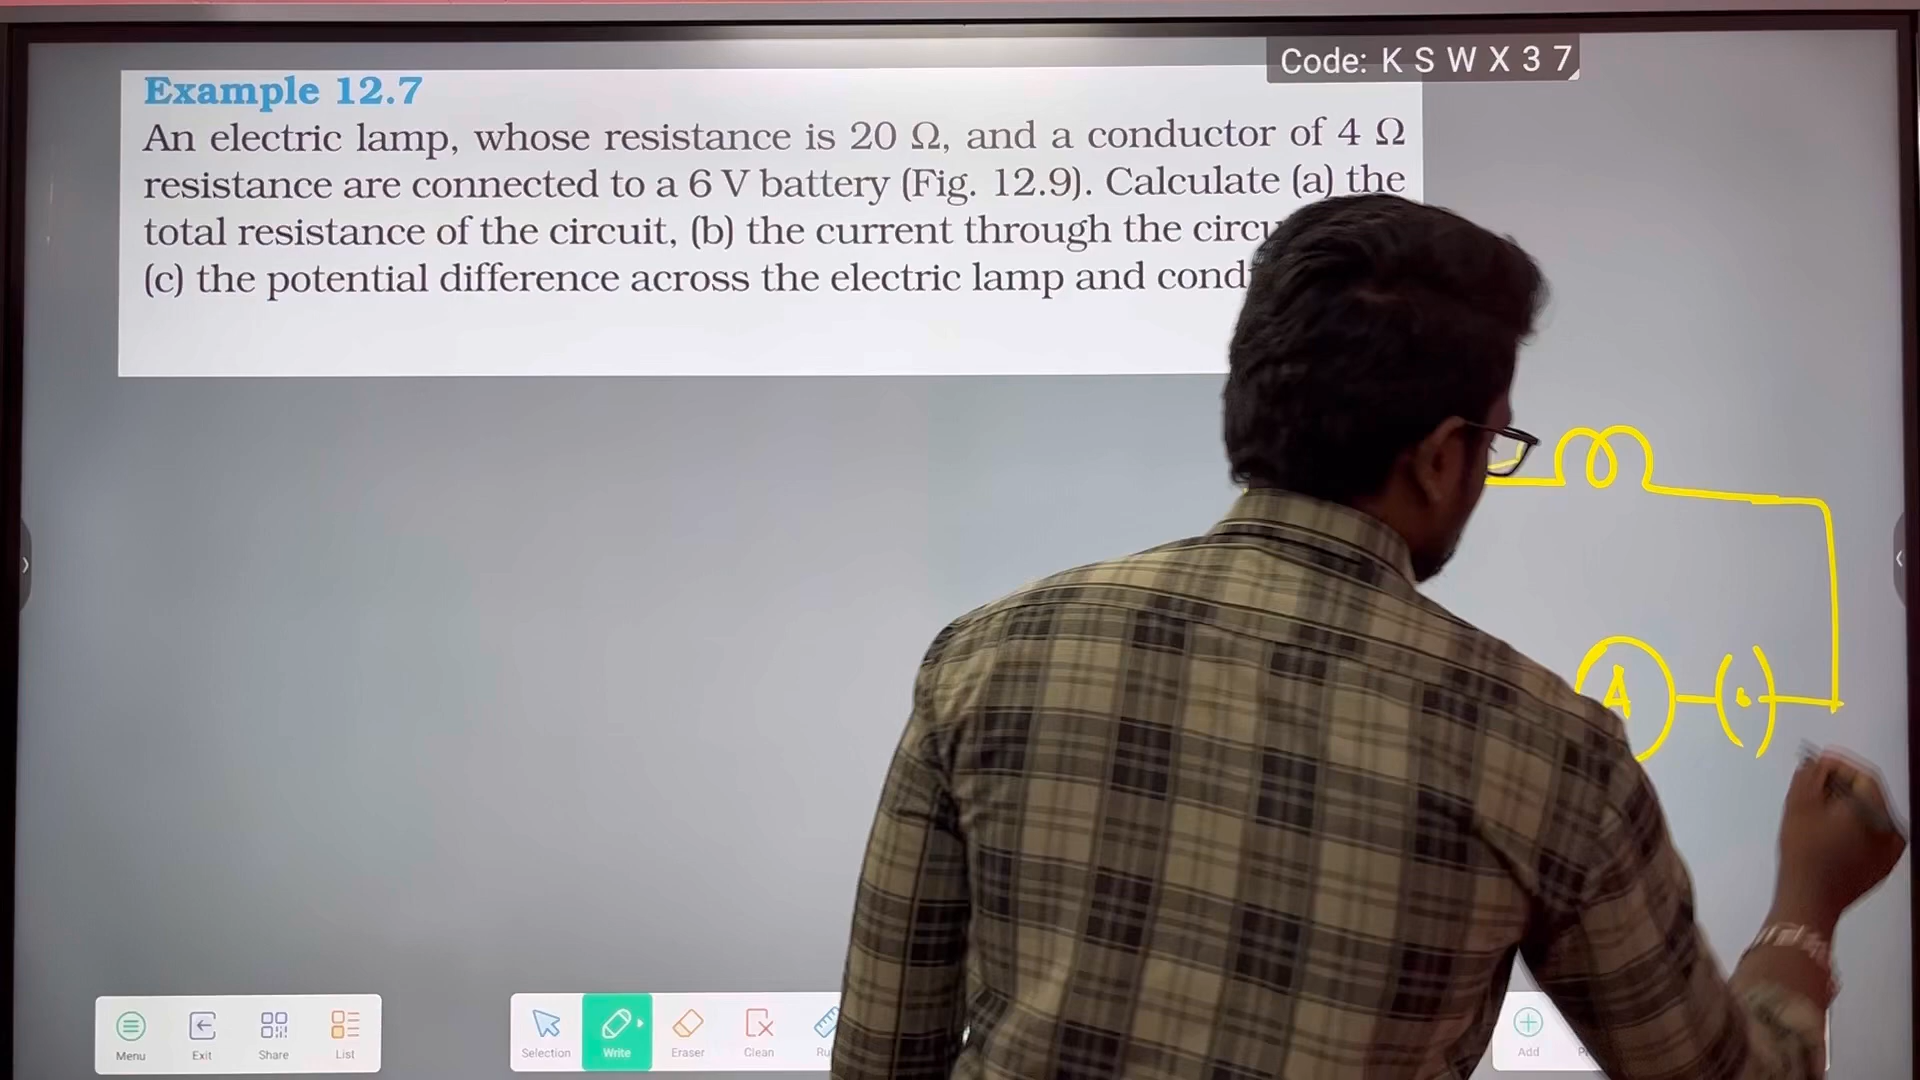 Code: K S W X 3 7
Example 12.7
An electric lamp, whose resistance is 20 Ω, and a conductor of 4 Ω
resistance are connected to a 6 V battery (Fig. 12.9). Calculate (a) the
total resistance of the circuit, (b) the current through the
(c) the potential difference across the electric lamp and
A
Menu
Exit
Share
List
Selection
Write
Eraser
Clean
Add